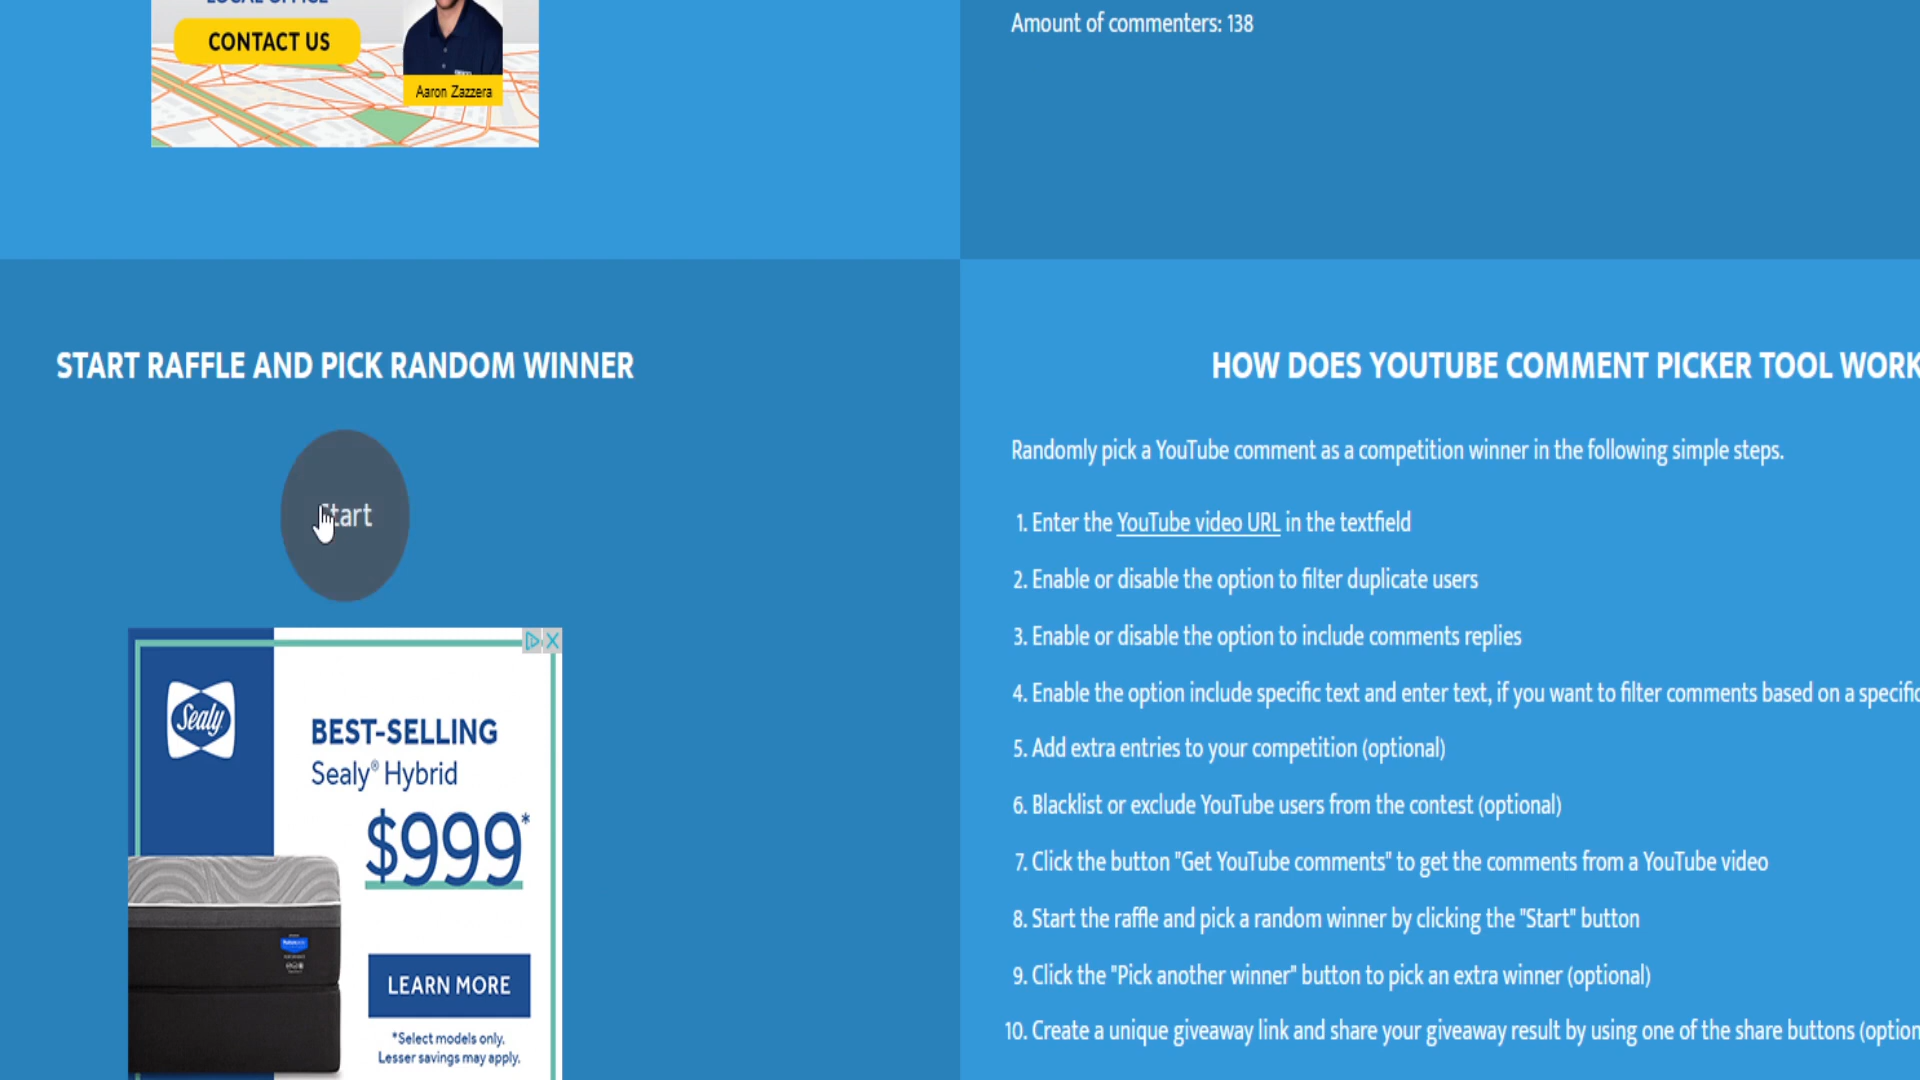 CONTACT US
Aaron Zazzera
Amount of commenters: 138
START RAFFLE AND PICK RANDOM WINNER
Start
Sealy
BEST-SELLING
Sealy® Hybrid
$999*
LEARN MORE
*Select models only.
Lesser savings may apply.
HOW DOES YOUTUBE COMMENT PICKER TOOL WORK
Randomly pick a YouTube comment as a competition winner in the following simple steps.
1. Enter the YouTube video URL in the textfield
2. Enable or disable the option to filter duplicate users
3. Enable or disable the option to include comments replies
4. Enable the option include specific text and enter text, if you want to filter comments based on a specific
5. Add extra entries to your competition (optional)
6. Blacklist or exclude YouTube users from the contest (optional)
7. Click the button "Get YouTube comments" to get the comments from a YouTube video
8. Start the raffle and pick a random winner by clicking the "Start" button
9. Click the "Pick another winner" button to pick an extra winner (optional)
10. Create a unique giveaway link and share your giveaway result by using one of the share buttons (option